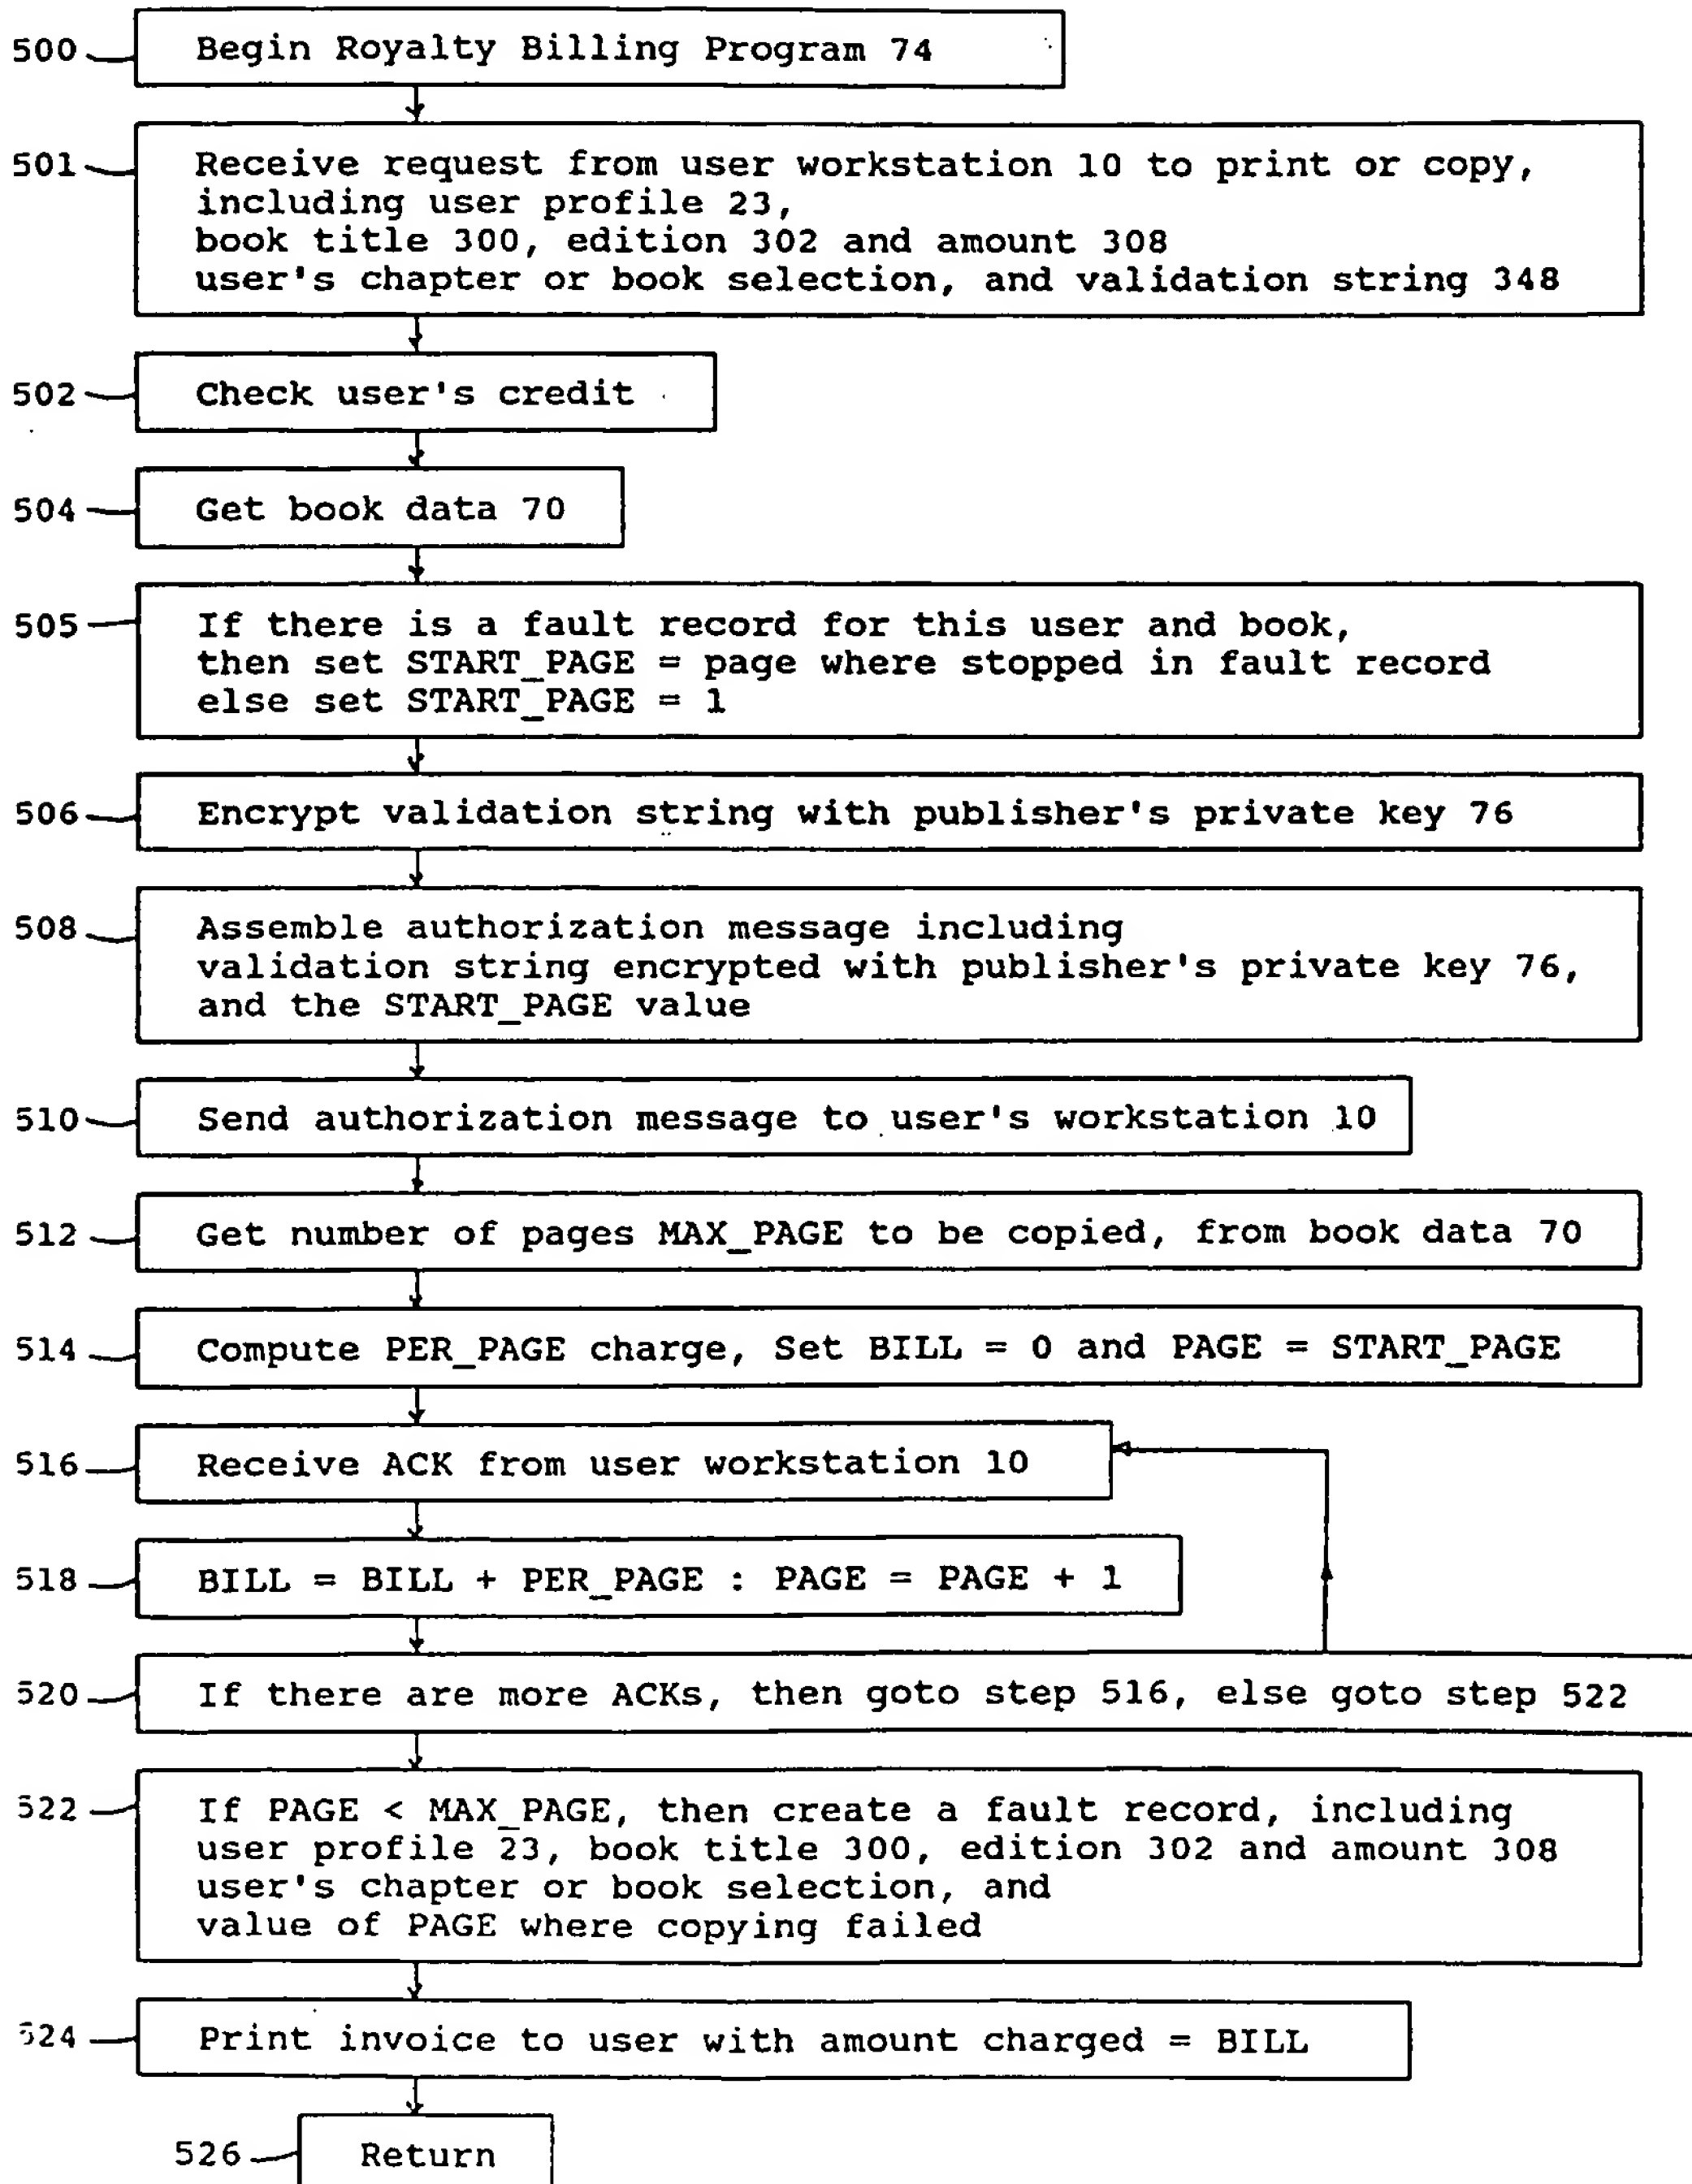 500 Begin Royalty Billing Program 74
501 Receive request from user workstation 10 to print or copy,
including user profile 23,
book title 300, edition 302 and amount 308
user's chapter or book selection, and validation string 348
502 Check user's credit
504 Get book data 70
505 If there is a fault record for this user and book,
then set START_PAGE = page where stopped in fault record
else set START_PAGE = 1
506 Encrypt validation string with publisher's private key 76
508 Assemble authorization message including
validation string encrypted with publisher's private key 76,
and the START_PAGE value
510 Send authorization message to user's workstation 10
512 Get number of pages MAX_PAGE to be copied, from book data 70
514 Compute PER_PAGE charge, Set BILL = 0 and PAGE = START_PAGE
516 Receive ACK from user workstation 10
518 BILL = BILL + PER_PAGE : PAGE = PAGE + 1
520 If there are more ACKs, then goto step 516, else goto step 522
522 If PAGE < MAX_PAGE, then create a fault record, including
user profile 23, book title 300, edition 302 and amount 308
user's chapter or book selection, and
value of PAGE where copying failed
524 Print invoice to user with amount charged = BILL
526 Return